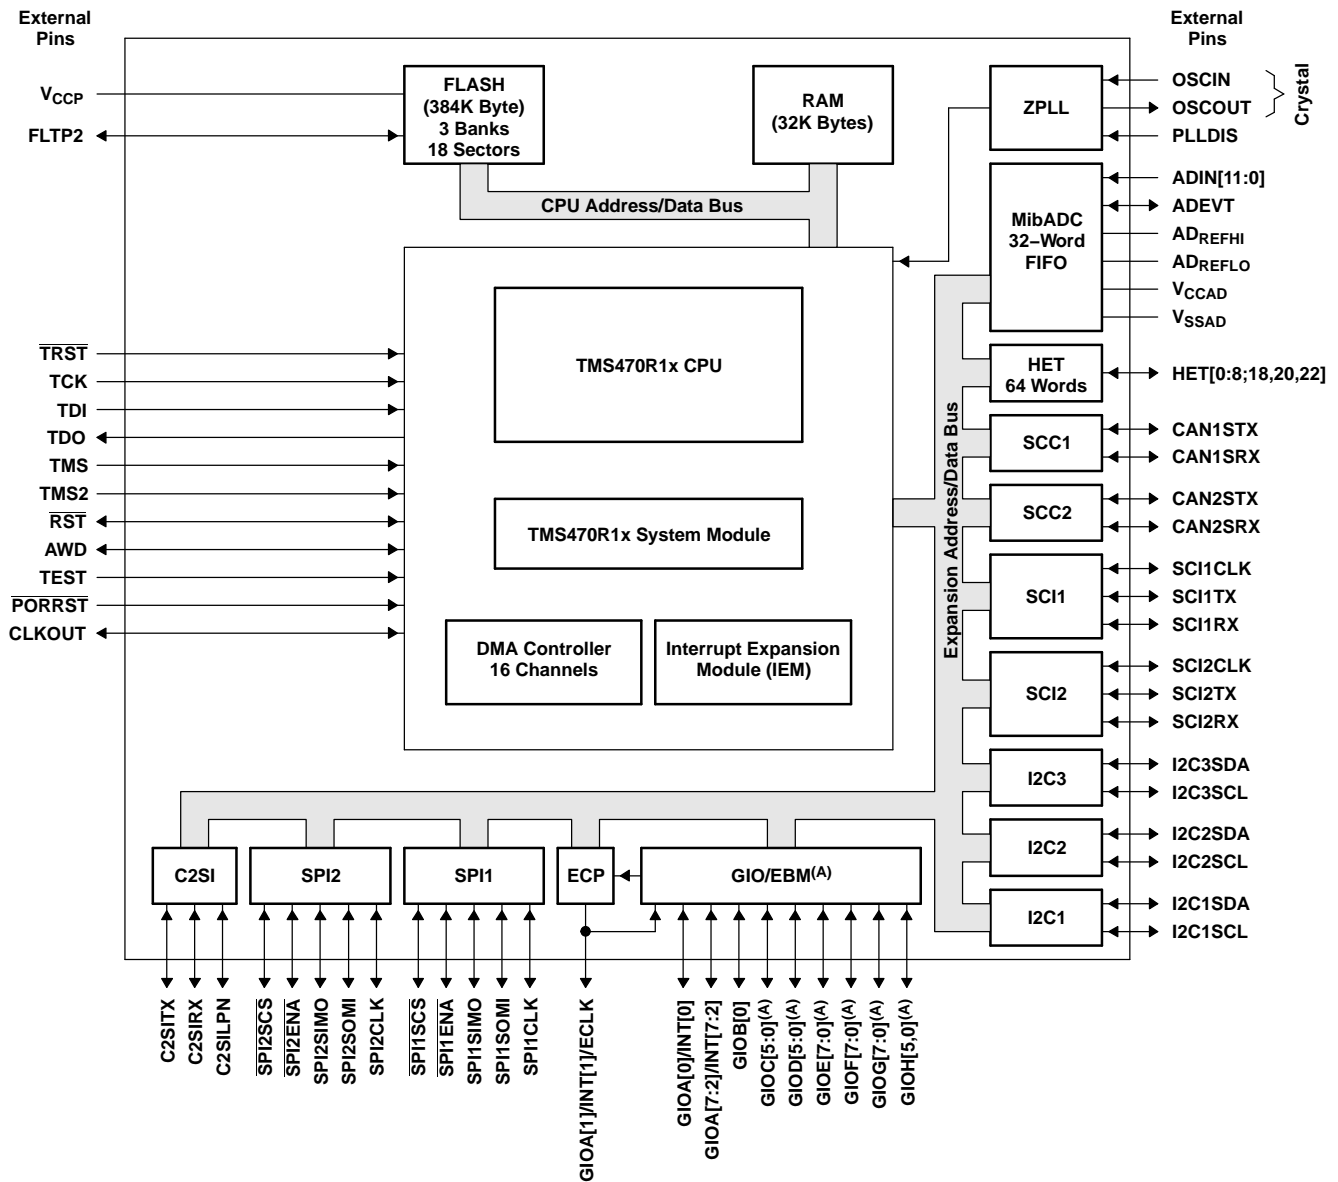 External
Pins
External
Pins
VCCP
FLTP2
FLASH
(384K Byte)
3 Banks
18 Sectors
RAM
(32K Bytes)
ZPLL
OSCIN
OSCOUT
PLLDIS
Crystal
CPU Address/Data Bus
MibADC
32–Word
FIFO
ADIN[11:0]
ADEVT
ADREFHI
ADREFLO
VCCAD
VSSAD
TRST
TCK
TDI
TDO
TMS
TMS2
RST
AWD
TEST
PORRST
CLKOUT
TMS470R1x CPU
TMS470R1x System Module
DMA Controller
16 Channels
Interrupt Expansion
Module (IEM)
Expansion Address/Data Bus
HET
64 Words
HET[0:8;18,20,22]
SCC1
CAN1STX
CAN1SRX
SCC2
CAN2STX
CAN2SRX
SCI1
SCI1CLK
SCI1TX
SCI1RX
SCI2
SCI2CLK
SCI2TX
SCI2RX
I2C3
I2C3SDA
I2C3SCL
I2C2
I2C2SDA
I2C2SCL
I2C1
I2C1SDA
I2C1SCL
C2SI
SPI2
SPI1
ECP
GIO/EBM(A)
C2SITX
C2SIRX
C2SILPN
SPI2SCS
SPI2ENA
SPI2SIMO
SPI2SOMI
SPI2CLK
SPI1SCS
SPI1ENA
SPI1SIMO
SPI1SOMI
SPI1CLK
GIOA[1]/INT[1]/ECLK
GIOA[0]/INT[0]
GIOA[7:2]/INT[7:2]
GIOB[0]
GIOC[5:0](A)
GIOD[5:0](A)
GIOE[7:0](A)
GIOF[7:0](A)
GIOG[7:0](A)
GIOH[5,0](A)